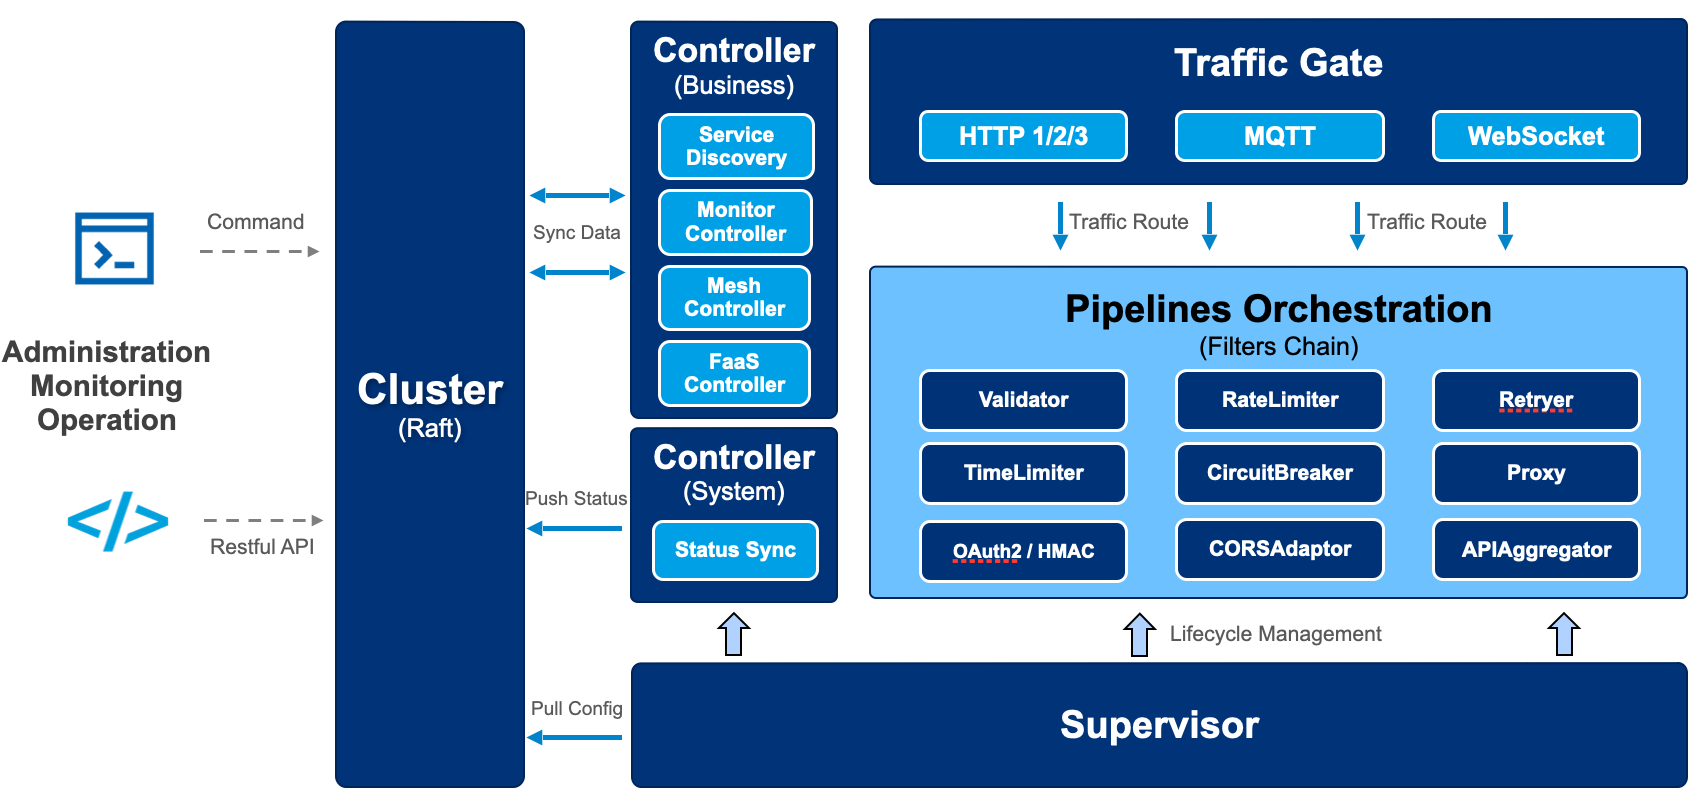 Administration
Monitoring
Operation
Command
Restful API
Cluster
(Raft)
Sync Data
Push Status
Pull Config
Controller
(Business)
Service
Discovery
Monitor
Controller
Mesh
Controller
FaaS
Controller
Controller
(System)
Status Sync
Traffic Gate
HTTP 1/2/3
MQTT
WebSocket
Traffic Route
Traffic Route
Pipelines Orchestration
(Filters Chain)
Validator
RateLimiter
Retryer
TimeLimiter
CircuitBreaker
Proxy
OAuth2 / HMAC
CORSAdaptor
APIAggregator
Lifecycle Management
Supervisor